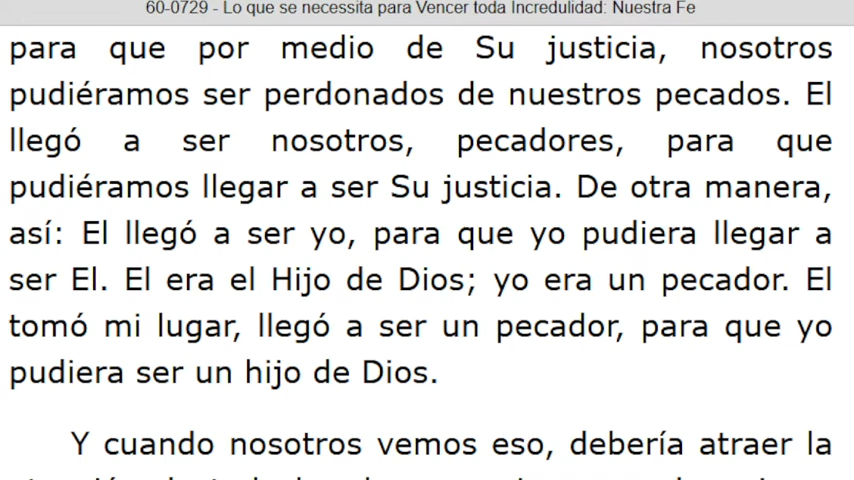 60-0729 - Lo que se necessita para Vencer toda Incredulidad: Nuestra Fe
para que por medio de Su justicia, nosotros
pudiéramos ser perdonados de nuestros pecados. El
llegó a ser nosotros, pecadores, para que
pudiéramos llegar a ser Su justicia. De otra manera,
así: El llegó a ser yo, para que yo pudiera llegar a
ser El. El era el Hijo de Dios; yo era un pecador. El
tomó mi lugar, llegó a ser un pecador, para que yo
pudiera ser un hijo de Dios.
Y cuando nosotros vemos eso, debería atraer la